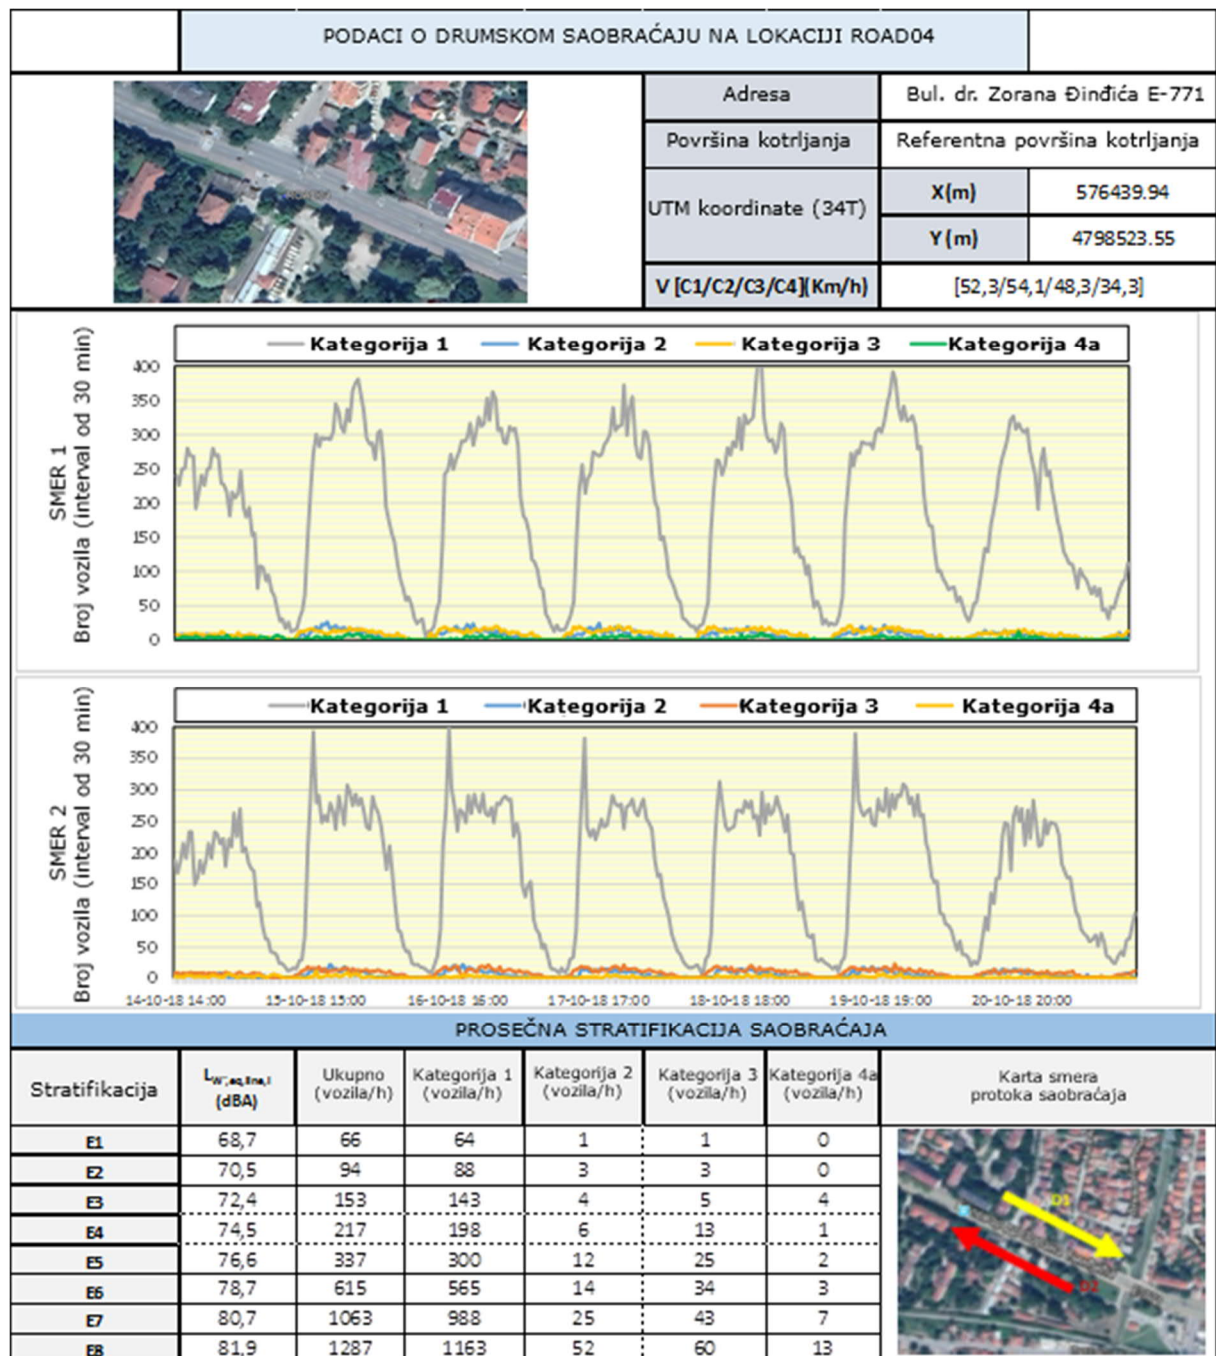 PODACI O DRUMSKOM SAOBRAĆAJU NA LOKACIJI ROAD04
Adresa Bul. dr. Zorana Đinđića E-771
Površina kotrljanja Referentna površina kotrljanja
UTM koordinate (34T) X(m) 576439.94
Y (m) 4798523.55
V [C1/C2/C3/C4](Km/h) [52,3/54,1/48,3/34,3]
Kategorija 1 Kategorija 2 Kategorija 3 Kategorija 4a
SMER 1
Broj vozila (interval od 30 min)
400
350
300
250
200
150
100
50
0
Kategorija 1 Kategorija 2 Kategorija 3 Kategorija 4a
SMER 2
Broj vozila (interval od 30 min)
400
350
300
250
200
150
100
50
0
14-10-18 14:00 15-10-18 15:00 16-10-18 16:00 17-10-18 17:00 18-10-18 18:00 19-10-18 19:00 20-10-18 20:00
PROSEČNA STRATIFIKACIJA SAOBRAĆAJA
Stratifikacija L W',eq,line,i (dBA) Ukupno (vozila/h) Kategorija 1 (vozila/h) Kategorija 2 (vozila/h) Kategorija 3 (vozila/h) Kategorija 4a (vozila/h) Karta smera protoka saobraćaja
E1 68,7 66 64 1 1 0
E2 70,5 94 88 3 3 0
E3 72,4 153 143 4 5 4
E4 74,5 217 198 6 13 1
E5 76,6 337 300 12 25 2
E6 78,7 615 565 14 34 3
E7 80,7 1063 988 25 43 7
E8 81,9 1287 1163 52 60 13
D1
D2